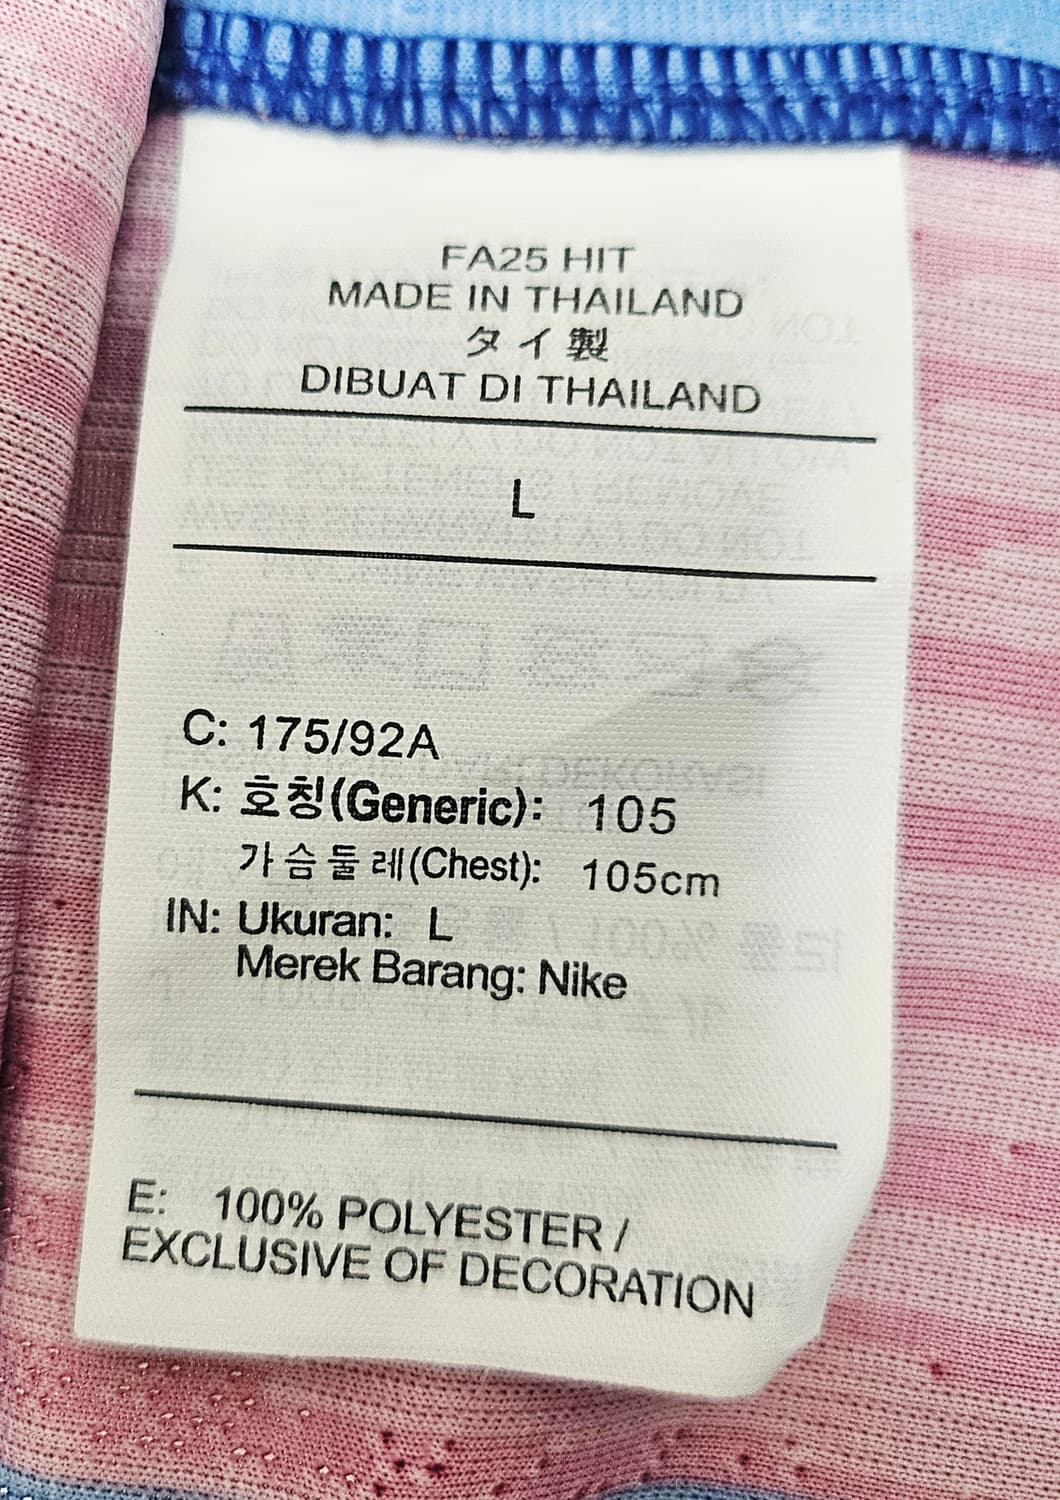 FA25 HIT
MADE IN THAILAND
タイ製
DIBUAT DI THAILAND
L
C: 175/92A
K: 호칭(Generic): 105
가슴둘레(Chest): 105cm
IN: Ukuran: L
Merek Barang: Nike
E: 100% POLYESTER /
EXCLUSIVE OF DECORATION